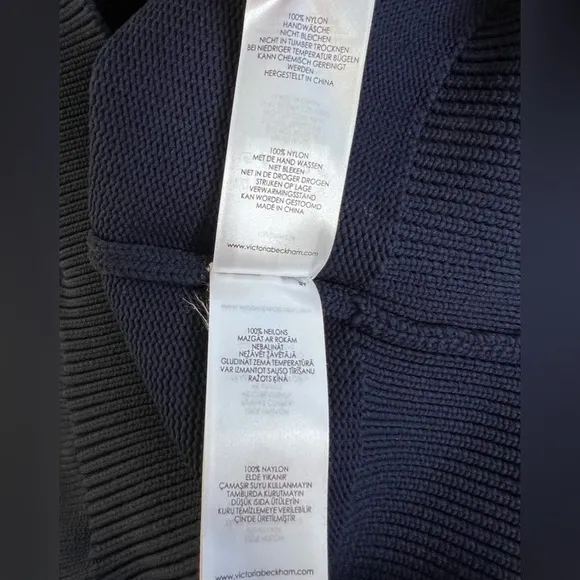 100% NYLON
HANDWÄSCHE
NICHT BLEICHEN
NICHT IN TUMBER TRÖCKNEN
BEI NIEDRIGER TEMPERATUR BÜGELN
KANN CHEMISCH GEREINIGT
WERDEN
HERGESTELLT IN CHINA
100% NYLON
MET DE HAND WASSEN
NIET BLEKEN
NIET IN DE DROGER DROGEN
STRIJKEN OP LAGE
VERWARMINGSSTAND
KAN WORDEN GESTOOMD
MADE IN CHINA
www.victoriabeckham.com
100% NEILONS
MAZGĀT AR ROKĀM
NEBALINĀT
NEŽĀVĒT ŽĀVĒTĀJĀ
GLUDINĀT ZEMĀ TEMPERATŪRĀ
VAR IZMANTOT SAUSO TĪRĪŠANU
RAŽOTS ĶĪNĀ
100% NAYLON
ELDE YIKANIR
ÇAMAŞIR SUYU KULLANMAYIN
TAMBURDA KURUTMAYIN
DÜŞÜK ISIDA ÜTÜLEYİN
KURU TEMİZLEMEYE VERİLEBİLİR
ÇİN'DE ÜRETİLMİŞTİR
www.victoriabeckham.com